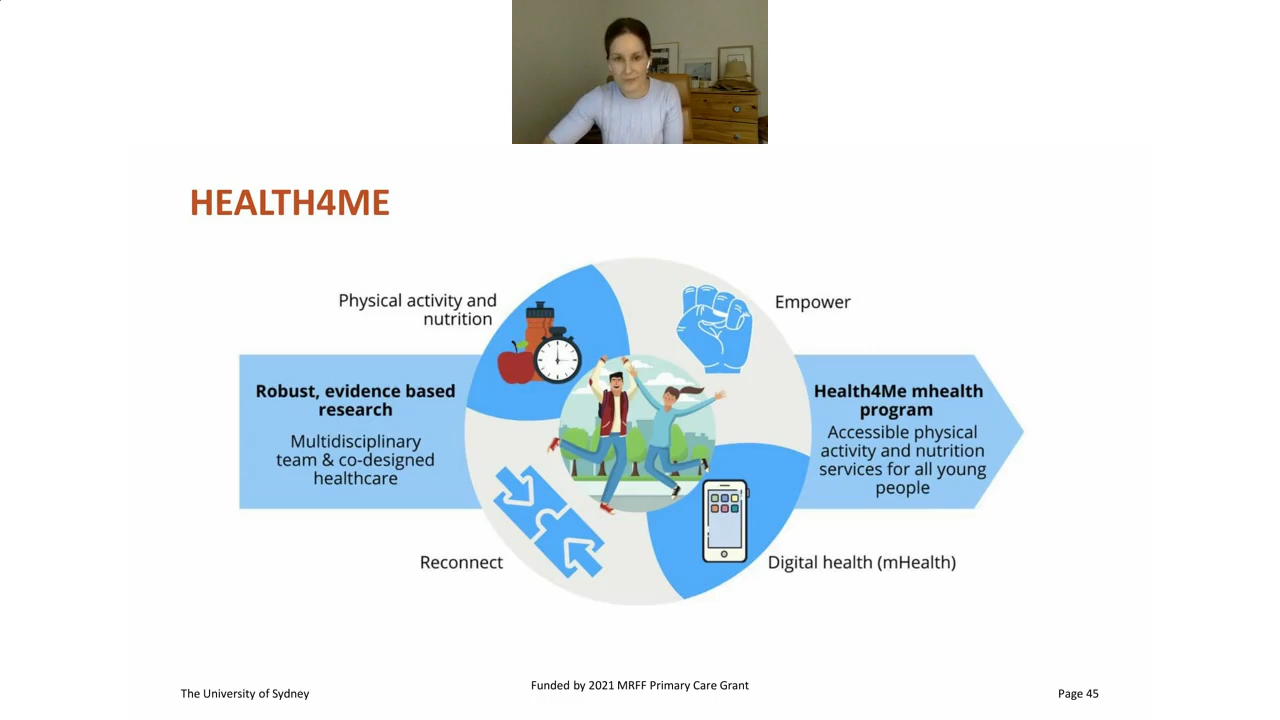 HEALTH4ME
Physical activity and
nutrition
Empower
Robust, evidence based
research
Multidisciplinary
team & co-designed
healthcare
Health4Me mhealth
program
Accessible physical
activity and nutrition
services for all young
people
Reconnect
Digital health (mHealth)
The University of Sydney
Funded by 2021 MRFF Primary Care Grant
Page 45